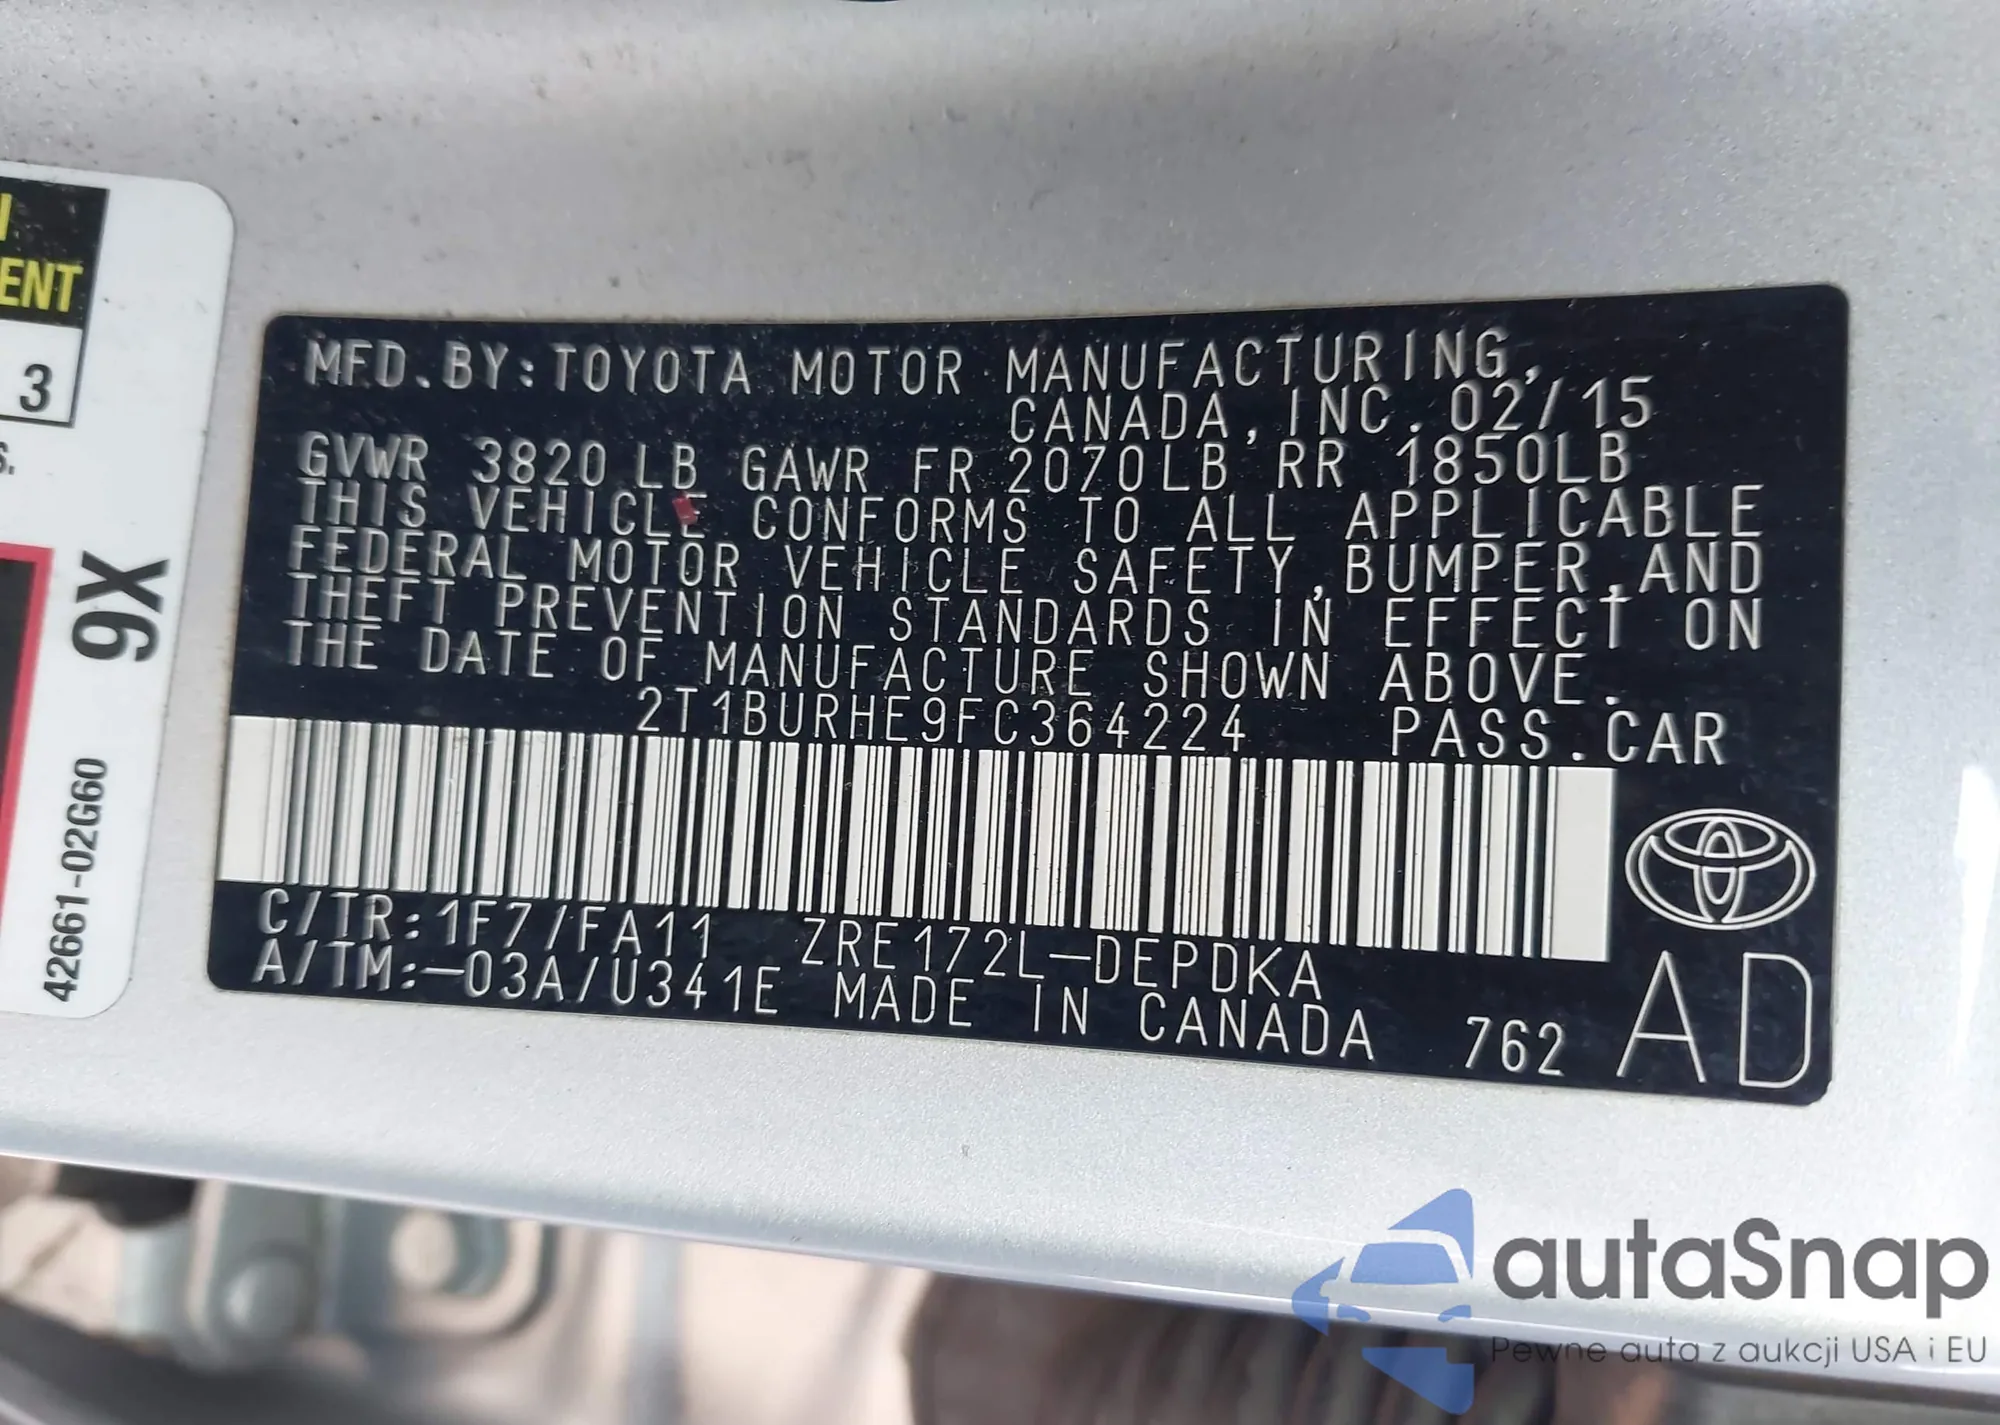 MFD.BY:TOYOTA MOTOR MANUFACTURING,
CANADA,INC.02/15
GVWR 3820 LB GAWR FR 2070LB RR 1850LB
THIS VEHICLE CONFORMS TO ALL APPLICABLE
FEDERAL MOTOR VEHICLE SAFETY,BUMPER,AND
THEFT PREVENTION STANDARDS IN EFFECT ON
THE DATE OF MANUFACTURE SHOWN ABOVE.
2T1BURHE9FC364224 PASS.CAR
C/TR:1F7/FA11 ZRE172L-DEPDKA
A/TM:-03A/U341E MADE IN CANADA 762 AD
ENT
3
9X
42661-02G60
autaSnap
Pewne auta z aukcji USA i EU